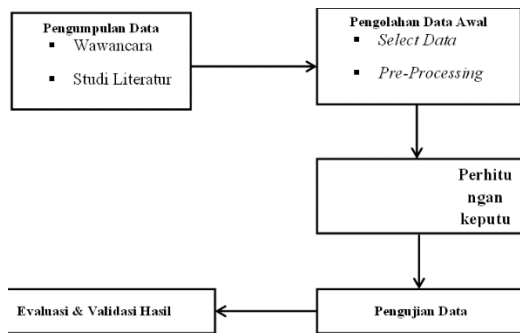 Pengumpulan Data
▪ Wawancara
▪ Studi Literatur
Pengolahan Data Awal
▪ Select Data
▪ Pre-Processing
Perhitu
ngan
keputu
Pengujian Data
Evaluasi & Validasi Hasil